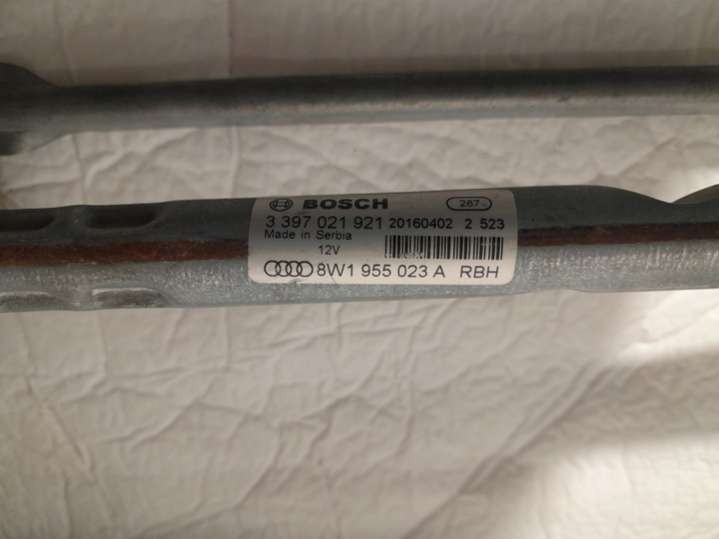 BOSCH 267
3 397 021 921 20160402 2 523
Made in Serbia
12V
8W1 955 023 A RBH